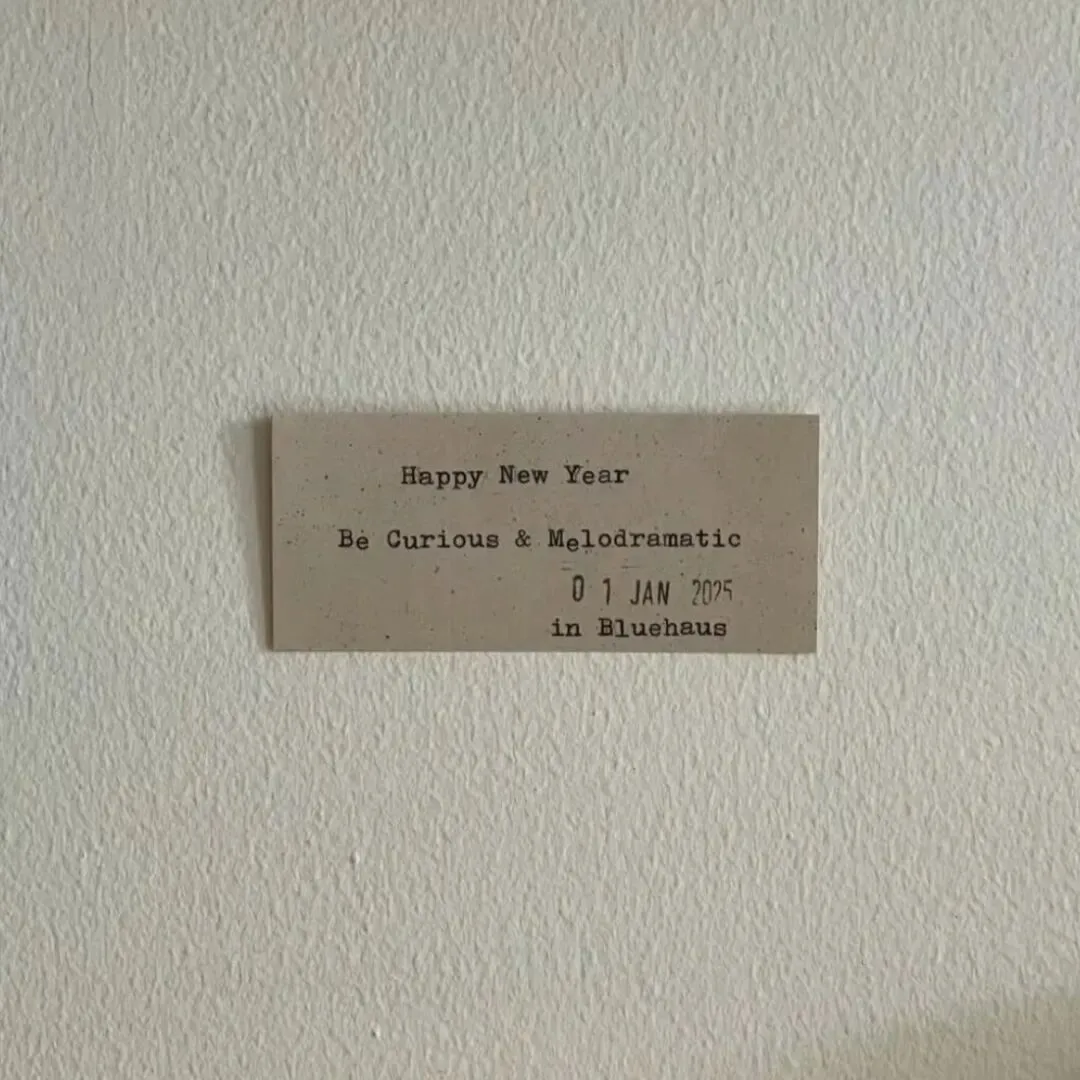 Happy New Year
Be Curious & Melodramatic
01 JAN 2025
in Bluehaus